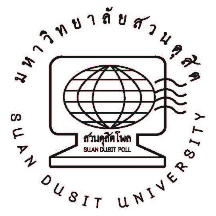 มหาวิทยาลัยสวนดุสิต
สวนดุสิตโพล
SUAN DUSIT POLL
SUAN DUSIT UNIVERSITY